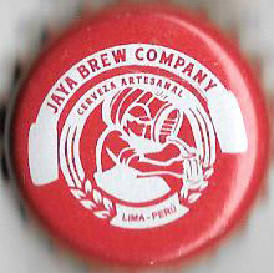 JAYA BREW COMPANY
CERVEZA ARTESANAL
LIMA - PERÚ